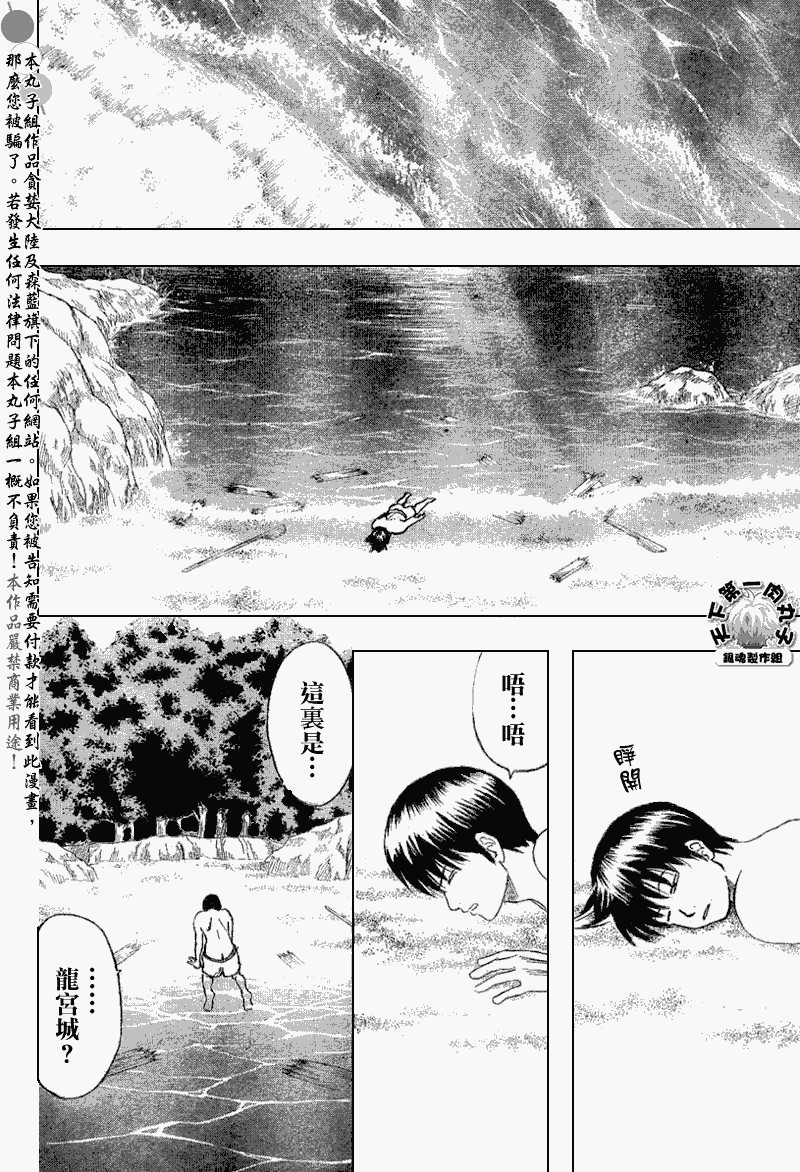 天下第一肉丸子
銀魂製作組
睜開
唔…唔
這裏是…
……
龍宮城？
本丸子組作品貪婪大陸及森藍旗下的任何網站。如果您被告知需要付款才能看到此漫畫，
那麼您被騙了。若發生任何法律問題本丸子組一概不負責！本作品嚴禁商業用途！